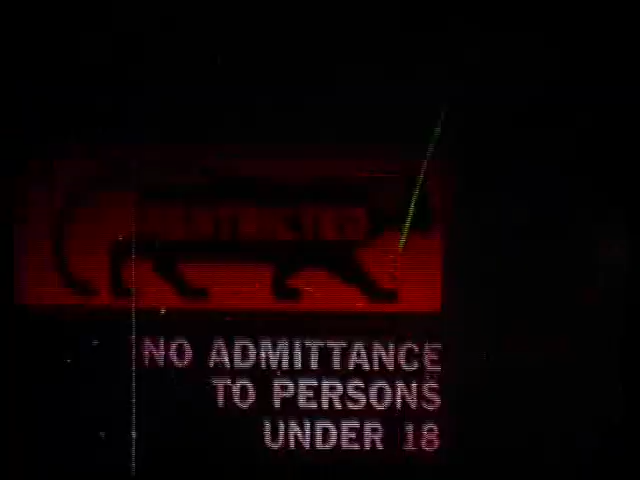 RESTRICTED
NO ADMITTANCE
TO PERSONS
UNDER 18